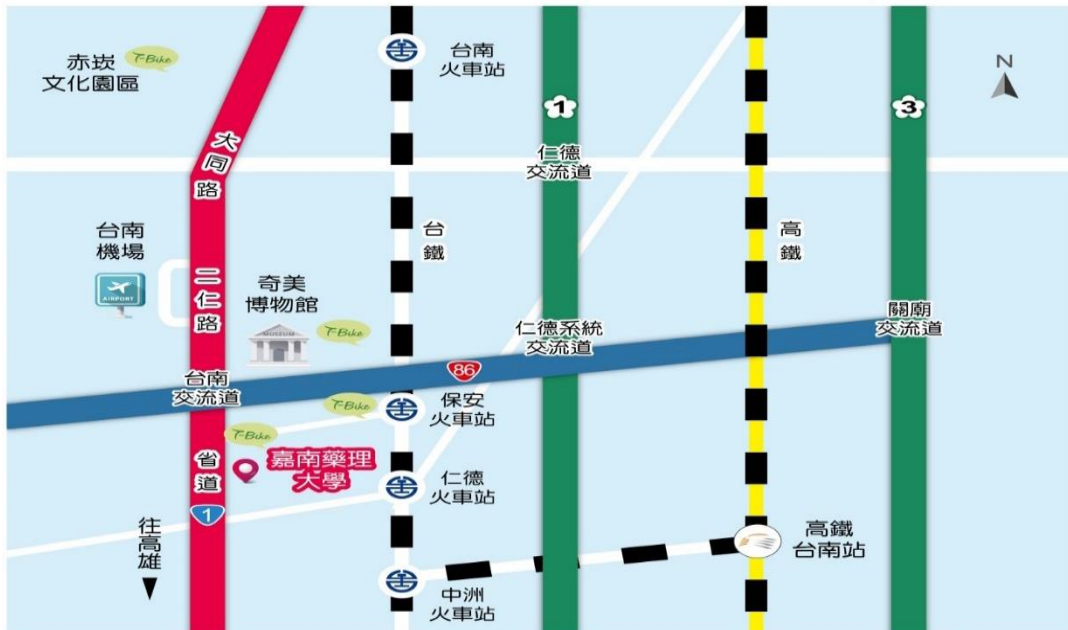 赤崁
文化園區
T-Bike
台南
火車站
N
1
3
大同路
仁德
交流道
台鐵
高鐵
台南
機場
AIRPORT
二仁路
奇美
博物館
MUSEUM
T-Bike
關廟
交流道
仁德系統
交流道
86
台南
交流道
T-Bike
保安
火車站
T-Bike
嘉南藥理
大學
省道
1
仁德
火車站
往高雄
高鐵
台南站
中洲
火車站